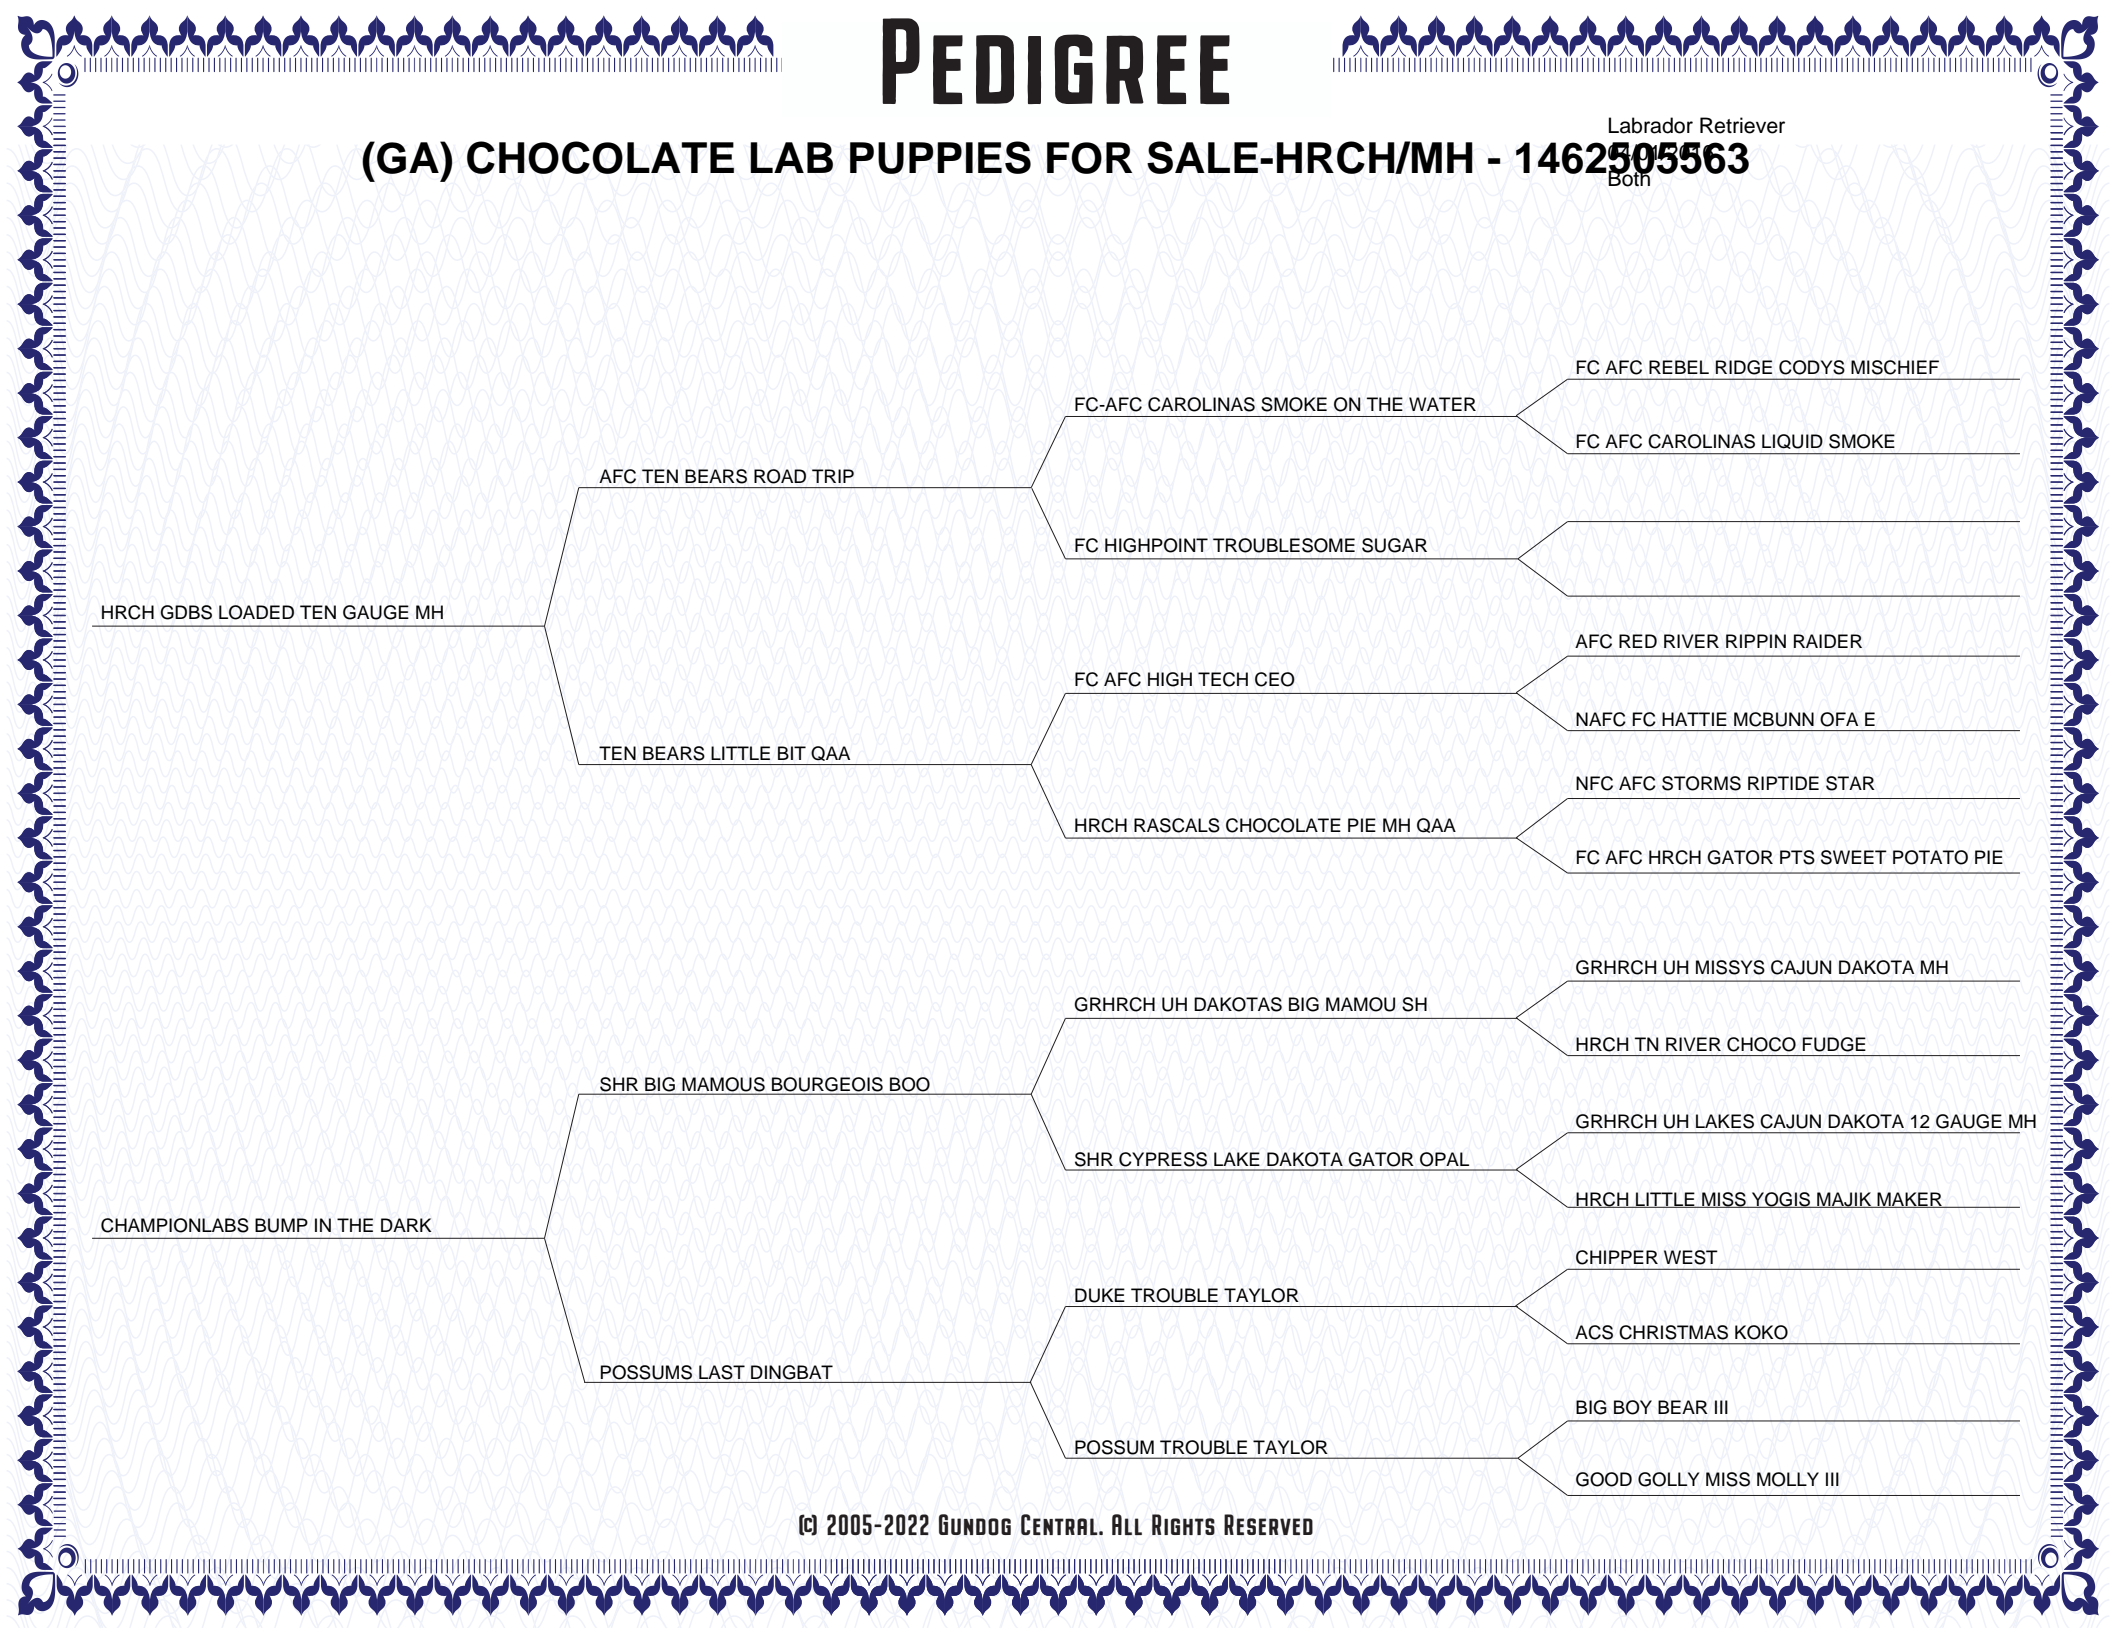 PEDIGREE
Labrador Retriever
(GA) CHOCOLATE LAB PUPPIES FOR SALE-HRCH/MH - 1462505563
Both
FC AFC REBEL RIDGE CODYS MISCHIEF
FC-AFC CAROLINAS SMOKE ON THE WATER
FC AFC CAROLINAS LIQUID SMOKE
AFC TEN BEARS ROAD TRIP
FC HIGHPOINT TROUBLESOME SUGAR
HRCH GDBS LOADED TEN GAUGE MH
AFC RED RIVER RIPPIN RAIDER
FC AFC HIGH TECH CEO
NAFC FC HATTIE MCBUNN OFA E
TEN BEARS LITTLE BIT QAA
NFC AFC STORMS RIPTIDE STAR
HRCH RASCALS CHOCOLATE PIE MH QAA
FC AFC HRCH GATOR PTS SWEET POTATO PIE
GRHRCH UH MISSYS CAJUN DAKOTA MH
GRHRCH UH DAKOTAS BIG MAMOU SH
HRCH TN RIVER CHOCO FUDGE
SHR BIG MAMOUS BOURGEOIS BOO
GRHRCH UH LAKES CAJUN DAKOTA 12 GAUGE MH
SHR CYPRESS LAKE DAKOTA GATOR OPAL
HRCH LITTLE MISS YOGIS MAJIK MAKER
CHAMPIONLABS BUMP IN THE DARK
CHIPPER WEST
DUKE TROUBLE TAYLOR
ACS CHRISTMAS KOKO
POSSUMS LAST DINGBAT
BIG BOY BEAR III
POSSUM TROUBLE TAYLOR
GOOD GOLLY MISS MOLLY III
(C) 2005-2022 GUNDOG CENTRAL. ALL RIGHTS RESERVED